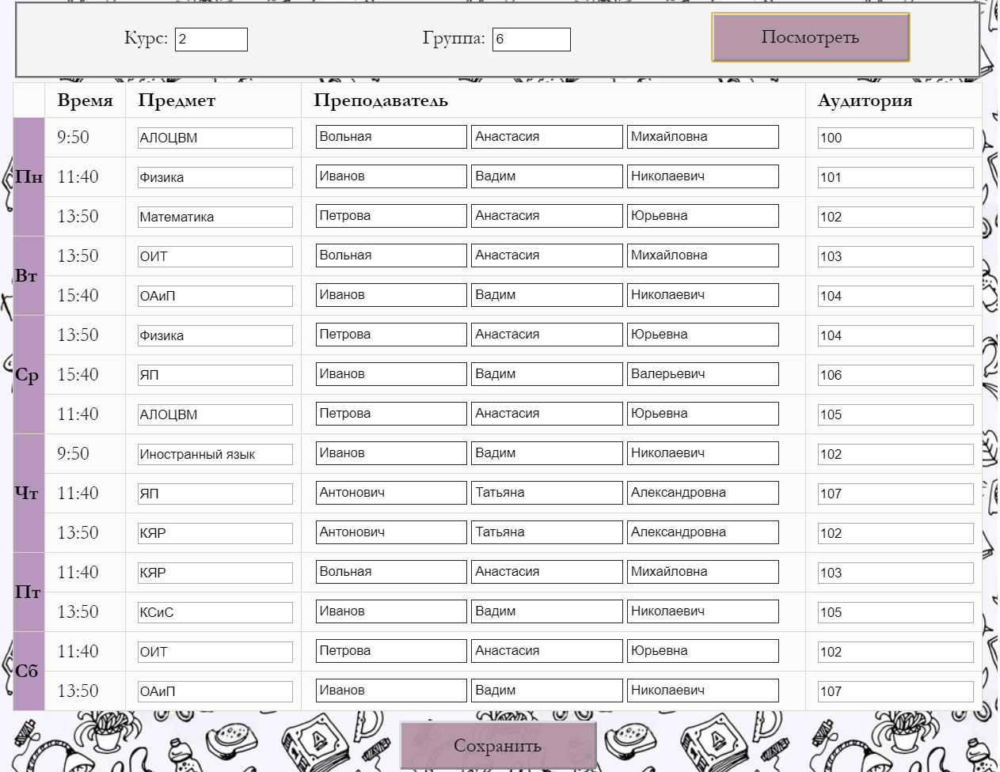 Курс: 2 Группа: 6 Посмотреть
Время Предмет Преподаватель Аудитория
Пн 9:50 АЛОЦВМ Вольная Анастасия Михайловна 100
11:40 Физика Иванов Вадим Николаевич 101
13:50 Математика Петрова Анастасия Юрьевна 102
Вт 13:50 ОИТ Вольная Анастасия Михайловна 103
15:40 ОАиП Иванов Вадим Николаевич 104
Ср 13:50 Физика Петрова Анастасия Юрьевна 104
15:40 ЯП Иванов Вадим Валерьевич 106
11:40 АЛОЦВМ Петрова Анастасия Юрьевна 105
Чт 9:50 Иностранный язык Иванов Вадим Николаевич 102
11:40 ЯП Антонович Татьяна Александровна 107
13:50 КЯР Антонович Татьяна Александровна 102
Пт 11:40 КЯР Вольная Анастасия Михайловна 103
13:50 КСиС Иванов Вадим Николаевич 105
Сб 11:40 ОИТ Петрова Анастасия Юрьевна 102
13:50 ОАиП Иванов Вадим Николаевич 107
Сохранить